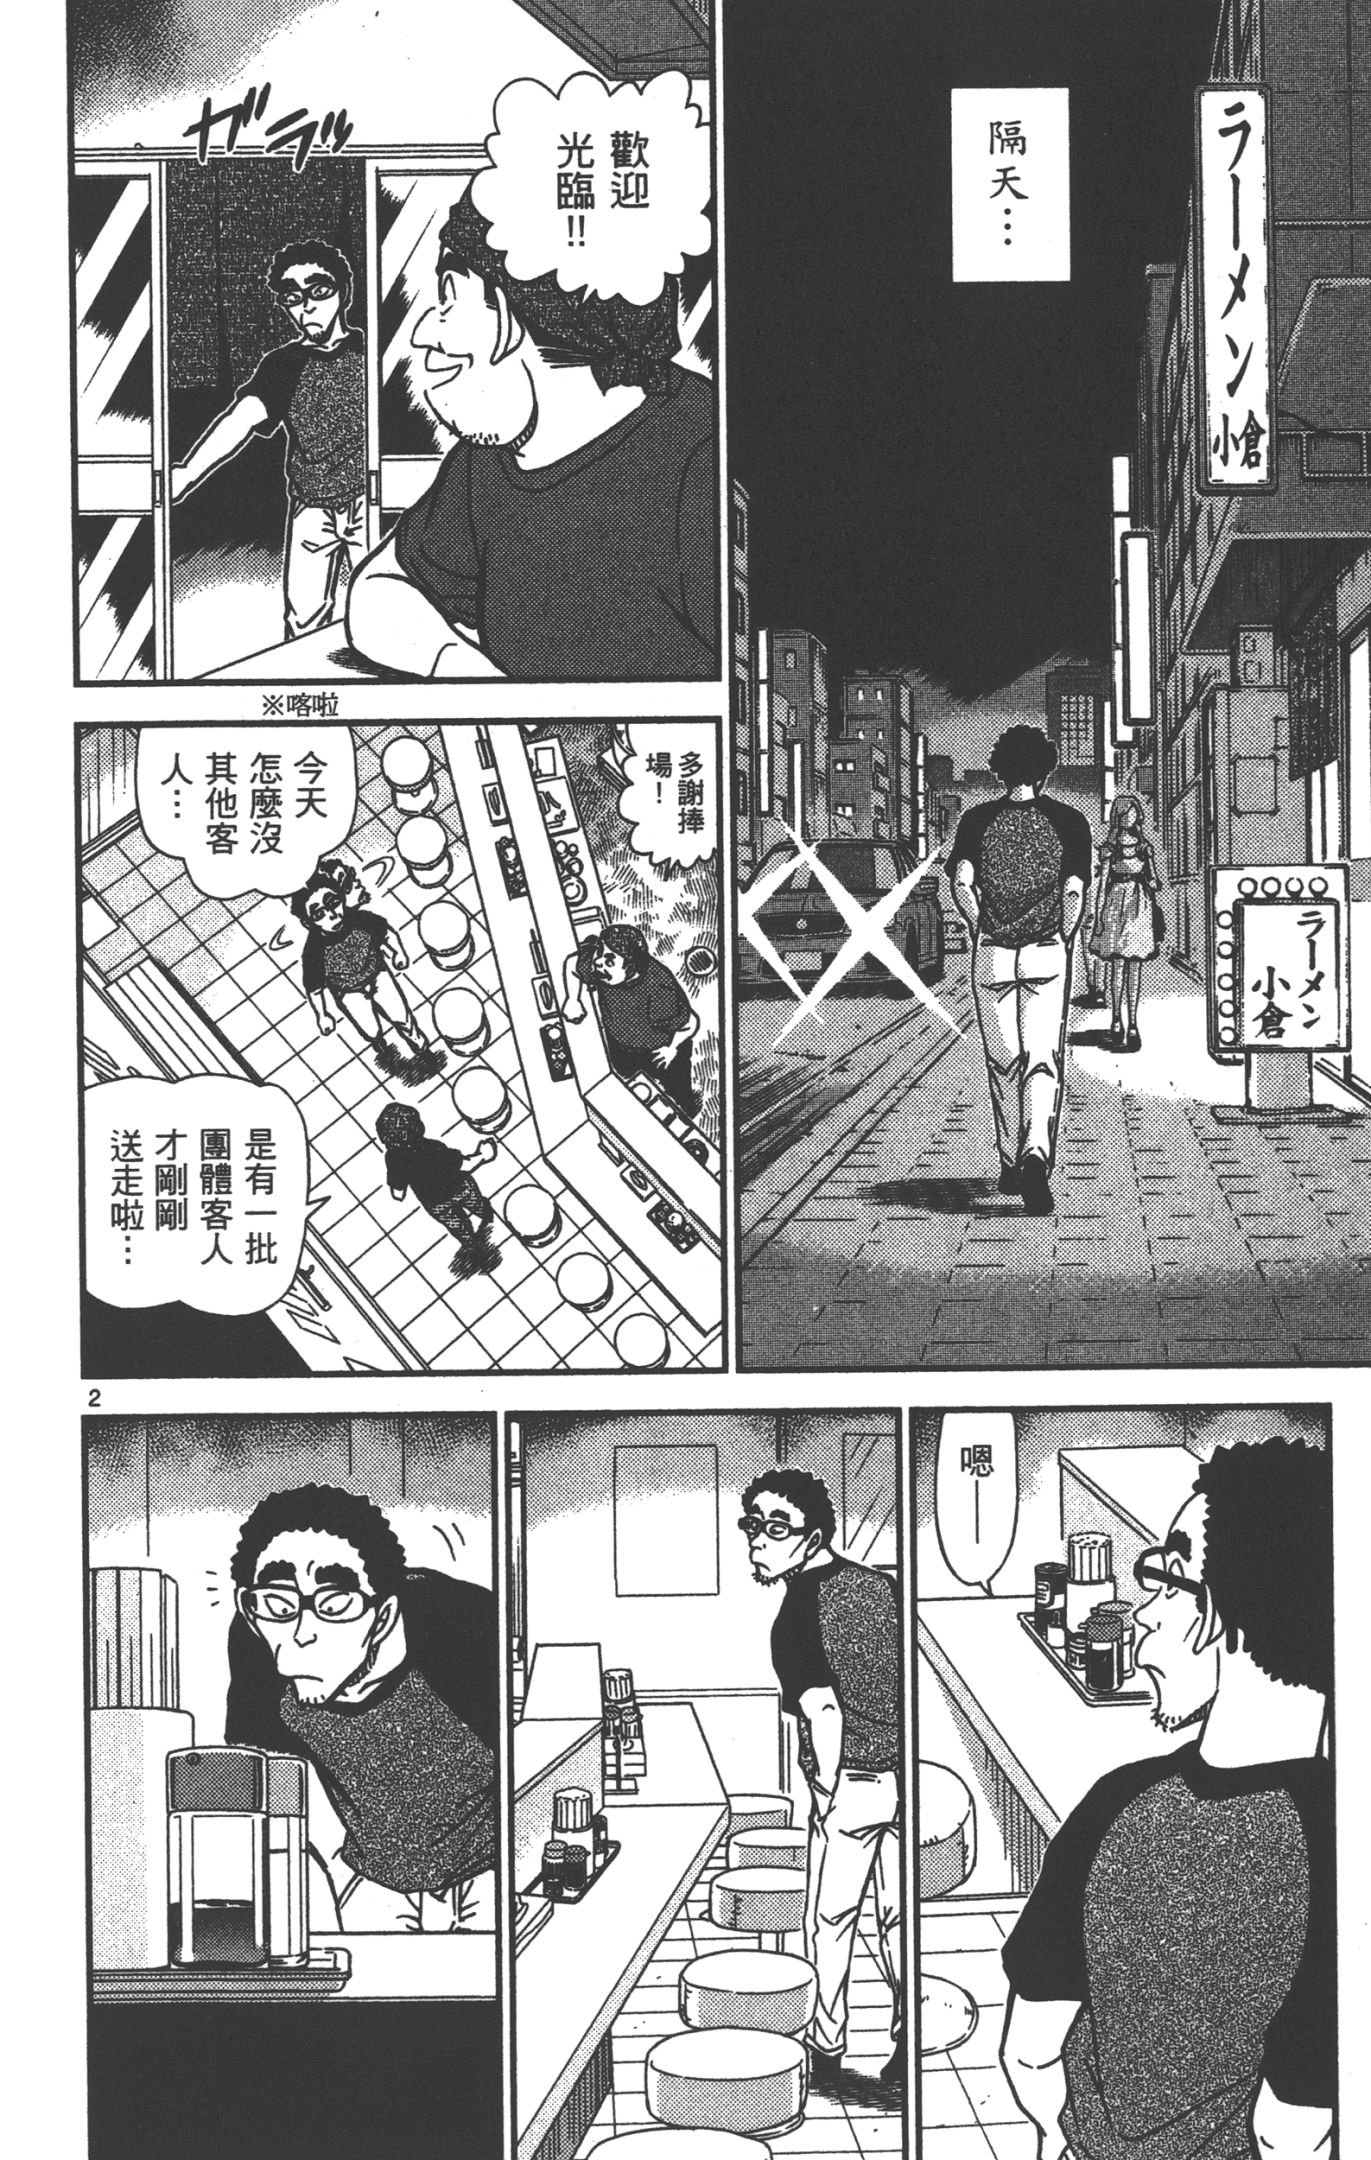 隔天⋯
ラーメン 小倉
ラーメン
小倉
歡迎
光臨!!
ガラッ
※喀啦
多謝捧
場！
今天
怎麼沒
其他客
人⋯
是有一批
團體客人
才剛剛
送走啦⋯
2
嗯—